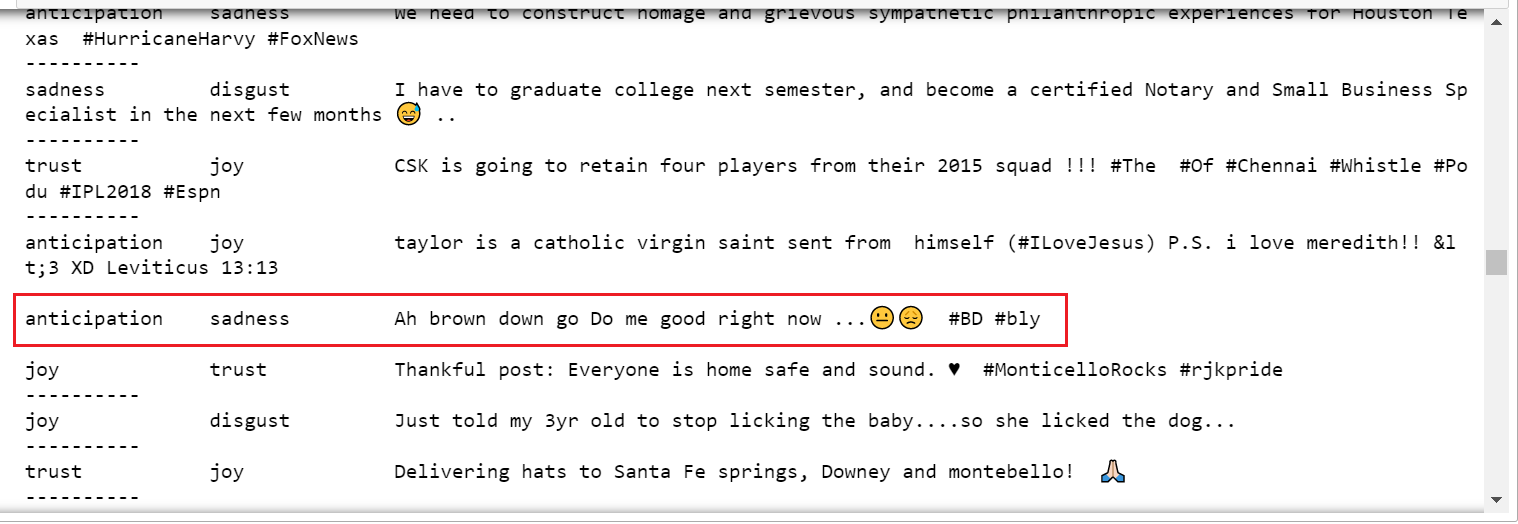 anticipation    sadness         We need to construct homage and grievous sympathetic philanthropic experiences for Houston Te
xas  #HurricaneHarvy #FoxNews
----------
sadness         disgust         I have to graduate college next semester, and become a certified Notary and Small Business Sp
ecialist in the next few months 😅 ..
----------
trust           joy             CSK is going to retain four players from their 2015 squad !!! #The  #Of #Chennai #Whistle #Po
du #IPL2018 #Espn
----------
anticipation    joy             taylor is a catholic virgin saint sent from  himself (#ILoveJesus) P.S. i love meredith!! &l
t;3 XD Leviticus 13:13
anticipation    sadness         Ah brown down go Do me good right now ...😐😞  #BD #bly
joy             trust           Thankful post: Everyone is home safe and sound. ♥  #MonticelloRocks #rjkpride
----------
joy             disgust         Just told my 3yr old to stop licking the baby....so she licked the dog...
----------
trust           joy             Delivering hats to Santa Fe springs, Downey and montebello!  🙏🏻
----------